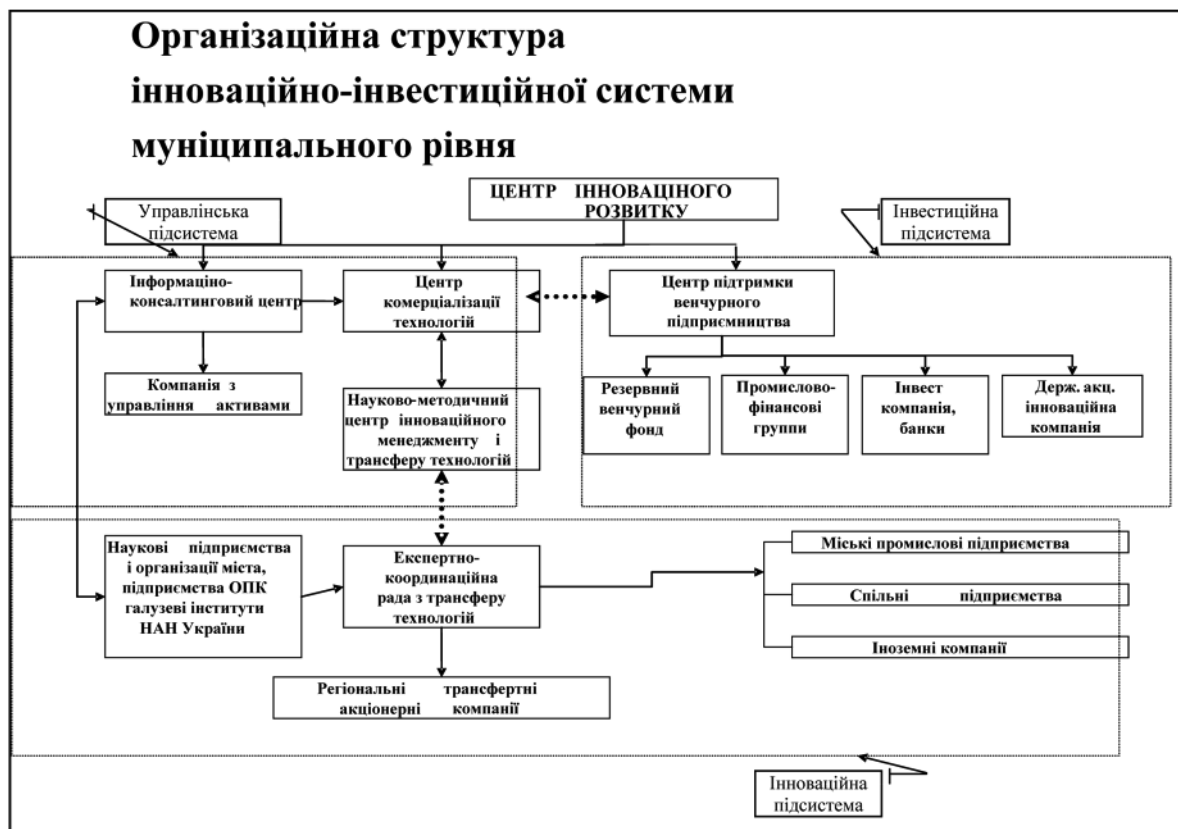 Організаційна структура
інноваційно-інвестиційної системи
муніципального рівня
ЦЕНТР ІННОВАЦІНОГО
РОЗВИТКУ
Управлінська
підсистема
Інвестиційна
підсистема
Інформаціно-
консалтинговий центр
Центр
комерціалізації
технологій
Центр підтримки
венчурного
підприємництва
Компанія з
управління активами
Науково-методичний
центр інноваційного
менеджменту і
трансферу технологій
Резервний
венчурний
фонд
Промислово-
фінансові
группи
Інвест
компанія,
банки
Держ. акц.
інноваційна
компанія
Наукові підприємства
і організації міста,
підприємства ОПК
галузеві інститути
НАН України
Експертно-
координаційна
рада з трансферу
технологій
Міські промислові підприємства
Спільні підприємства
Іноземні компанії
Регіональні трансфертні
акціонерні компанії
Інноваційна
підсистема